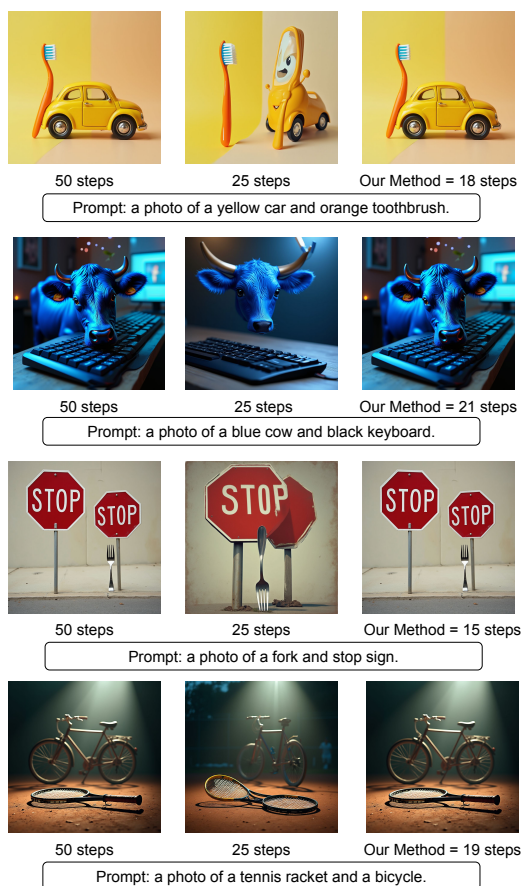 50 steps
25 steps
Our Method = 18 steps
Prompt: a photo of a yellow car and orange toothbrush.
50 steps
25 steps
Our Method = 21 steps
Prompt: a photo of a blue cow and black keyboard.
STOP
STOP
STOP
STOP
STOP
50 steps
25 steps
Our Method = 15 steps
Prompt: a photo of a fork and stop sign.
50 steps
25 steps
Our Method = 19 steps
Prompt: a photo of a tennis racket and a bicycle.